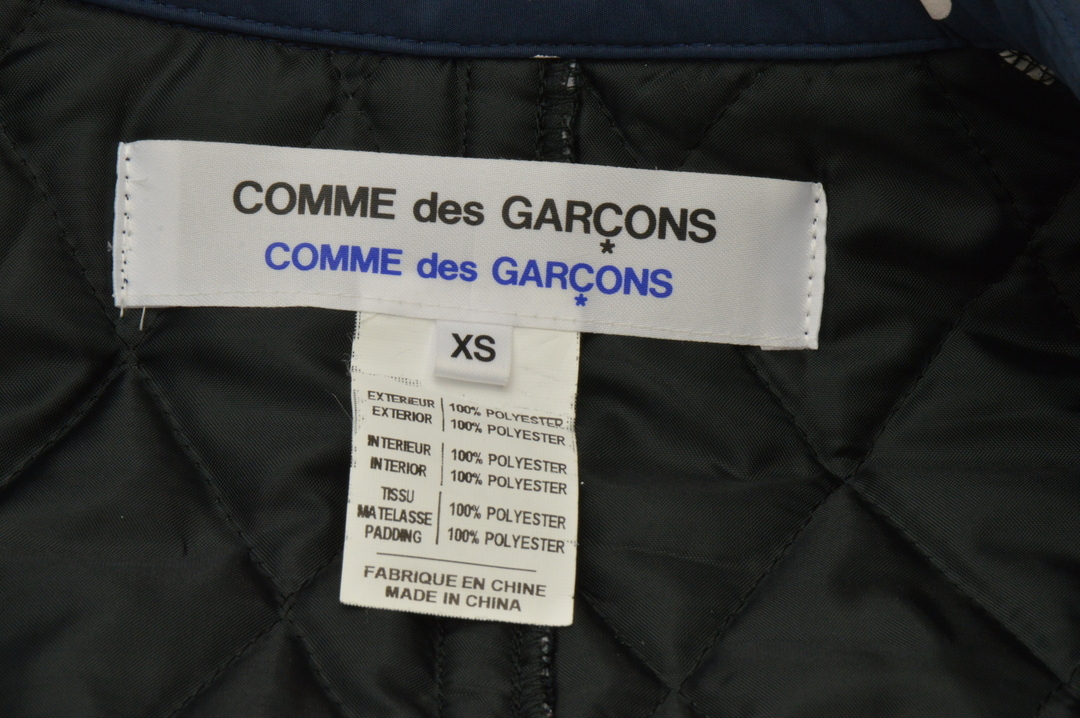 COMME des GARÇONS
COMME des GARÇONS
XS
EXTERIEUR 100% POLYESTER
EXTERIOR 100% POLYESTER
INTERIEUR 100% POLYESTER
INTERIOR 100% POLYESTER
TISSU
MATELASSE 100% POLYESTER
PADDING 100% POLYESTER
FABRIQUE EN CHINE
MADE IN CHINA